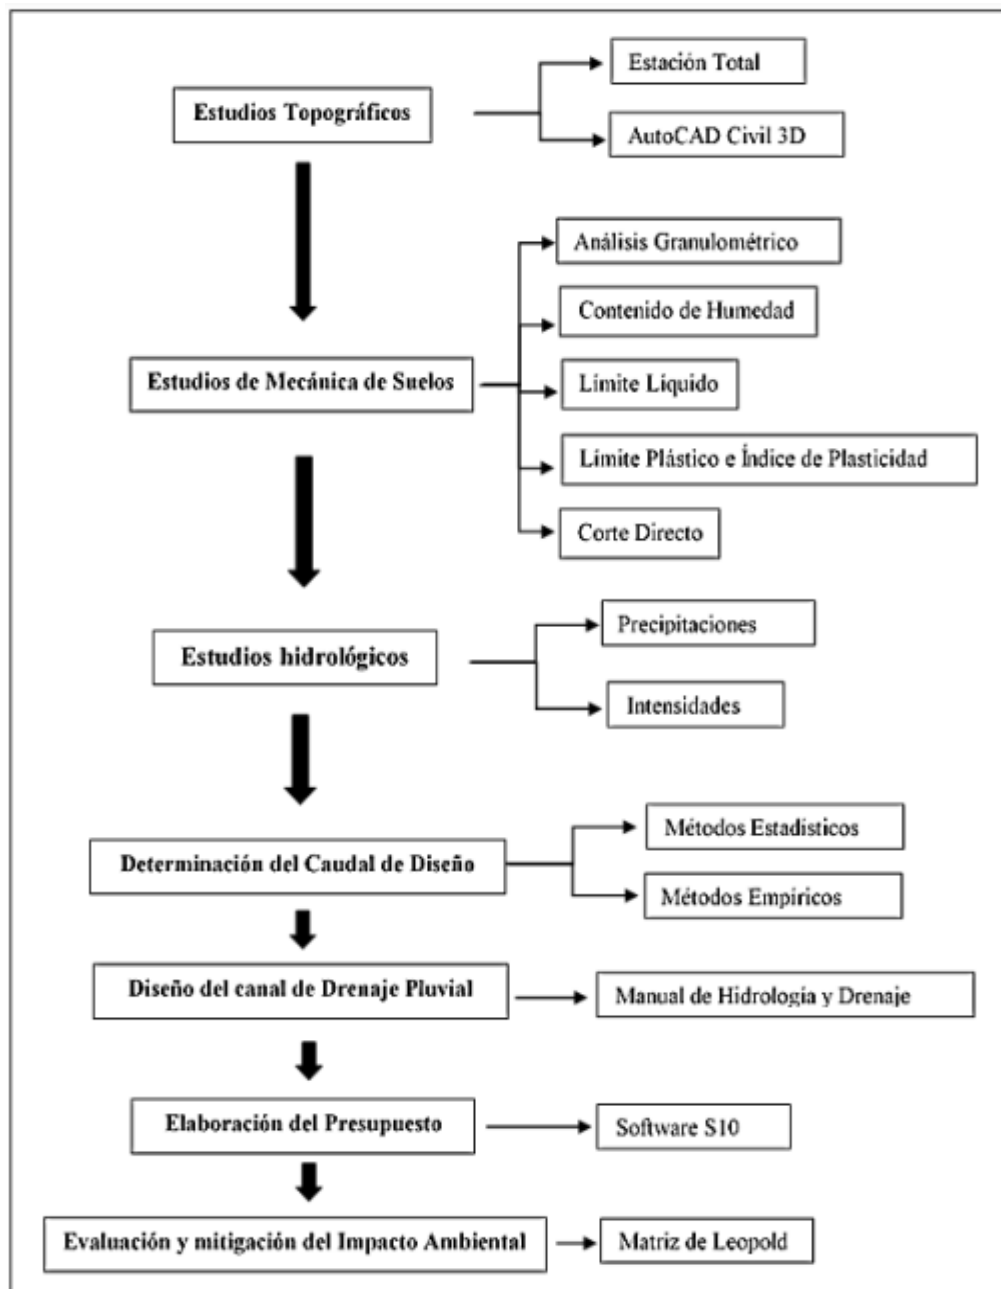 Estudios Topográficos
Estación Total
AutoCAD Civil 3D
Estudios de Mecánica de Suelos
Análisis Granulométrico
Contenido de Humedad
Límite Líquido
Límite Plástico e Índice de Plasticidad
Corte Directo
Estudios hidrológicos
Precipitaciones
Intensidades
Determinación del Caudal de Diseño
Métodos Estadísticos
Métodos Empíricos
Diseño del canal de Drenaje Pluvial
Manual de Hidrología y Drenaje
Elaboración del Presupuesto
Software S10
Evaluación y mitigación del Impacto Ambiental
Matriz de Leopold